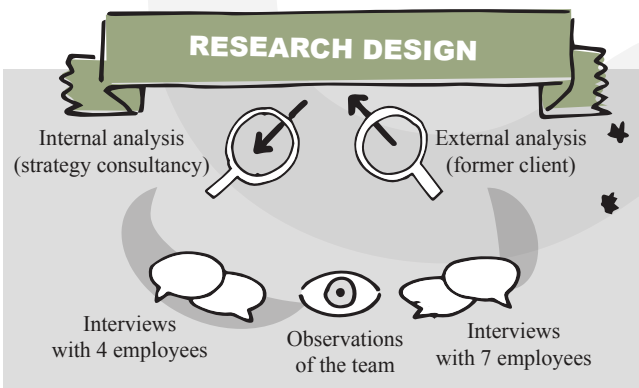 RESEARCH DESIGN
Internal analysis
(strategy consultancy)
External analysis
(former client)
Interviews
with 4 employees
Observations
of the team
Interviews
with 7 employees